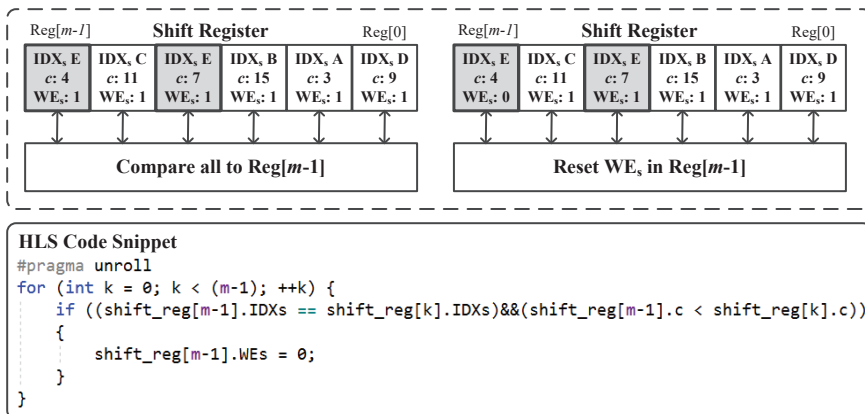 Reg[m-1] Shift Register Reg[0]
IDXs E IDXs C IDXs E IDXs B IDXs A IDXs D
c: 4 c: 11 c: 7 c: 15 c: 3 c: 9
WEs: 1 WEs: 1 WEs: 1 WEs: 1 WEs: 1 WEs: 1
Compare all to Reg[m-1]
Reg[m-1] Shift Register Reg[0]
IDXs E IDXs C IDXs E IDXs B IDXs A IDXs D
c: 4 c: 11 c: 7 c: 15 c: 3 c: 9
WEs: 0 WEs: 1 WEs: 1 WEs: 1 WEs: 1 WEs: 1
Reset WEs in Reg[m-1]
HLS Code Snippet
#pragma unroll
for (int k = 0; k < (m-1); ++k) {
if ((shift_reg[m-1].IDXs == shift_reg[k].IDXs)&&(shift_reg[m-1].c < shift_reg[k].c))
{
shift_reg[m-1].WEs = 0;
}
}